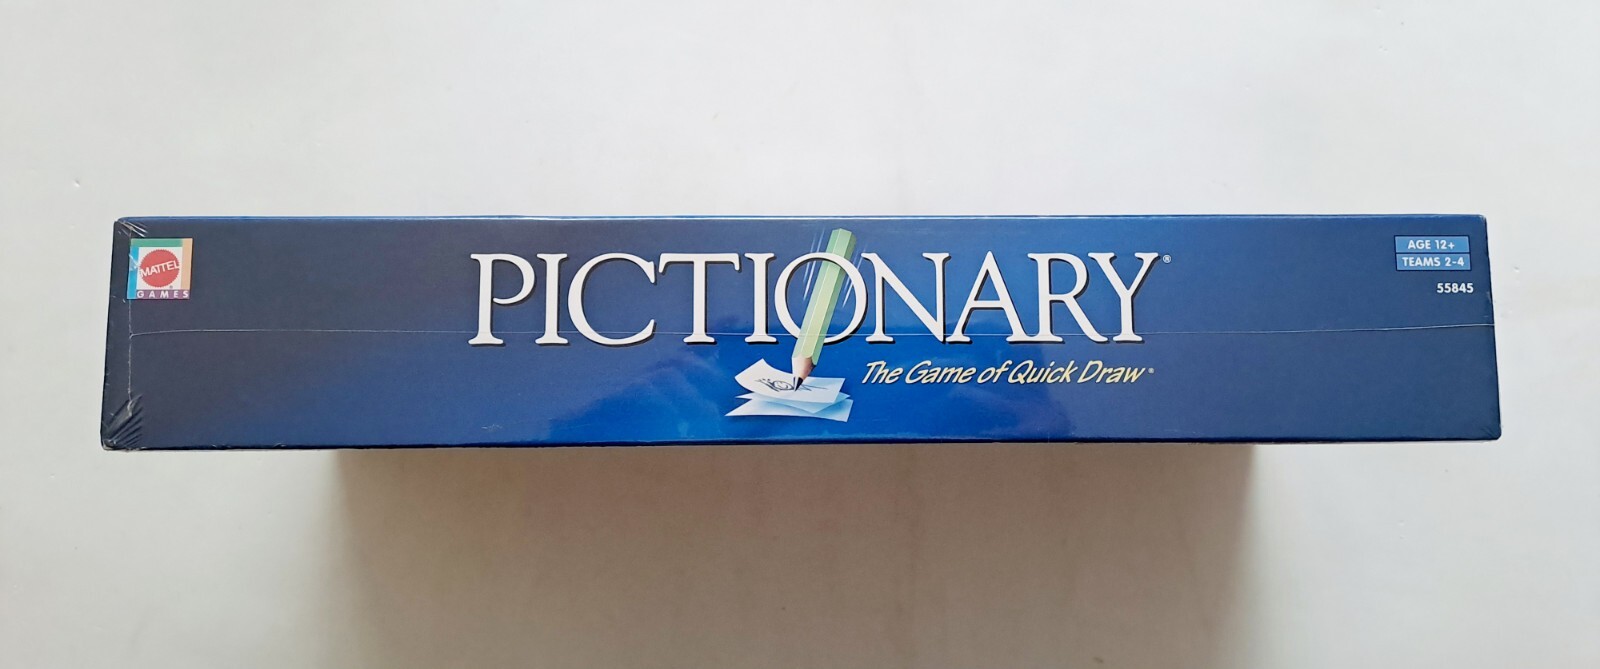 MATTEL
GAMES
PICTIONARY®
The Game of Quick Draw®
AGE 12+
TEAMS 2-4
55845